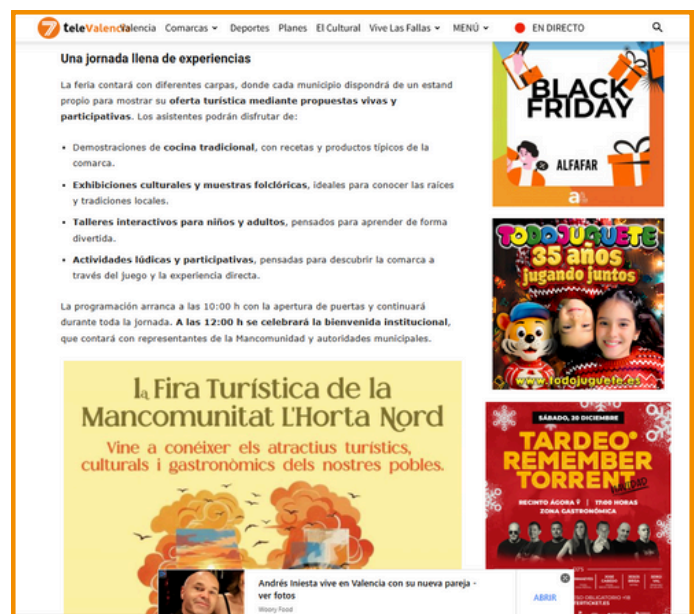 7 teleValencia
Valencia Comarcas Deportes Planes El Cultural Vive Las Fallas MENÚ EN DIRECTO
Una jornada llena de experiencias
La feria contará con diferentes carpas, donde cada municipio dispondrá de un estand
propio para mostrar su oferta turística mediante propuestas vivas y
participativas. Los asistentes podrán disfrutar de:
• Demostraciones de cocina tradicional, con recetas y productos típicos de la
comarca.
• Exhibiciones culturales y muestras folclóricas, ideales para conocer las raíces
y tradiciones locales.
• Talleres interactivos para niños y adultos, pensados para aprender de forma
divertida.
• Actividades lúdicas y participativas, pensadas para descubrir la comarca a
través del juego y la experiencia directa.
La programación arranca a las 10:00 h con la apertura de puertas y continuará
durante toda la jornada. A las 12:00 h se celebrará la bienvenida institucional,
que contará con representantes de la Mancomunidad y autoridades municipales.
1a Fira Turística de la
Mancomunitat L'Horta Nord
Vine a conéixer els atractius turístics,
culturals i gastronòmics dels nostres pobles.
BLACK
FRIDAY
ALFAFAR
a
TODOJUGUETE
35 años
jugando juntos
www.todojuguete.es
SÁBADO, 20 DICIEMBRE
TARDEO
REMEMBER
TORRENT
NAVIDAD
RECINTO ÁGORA 17:00 HORAS
ZONA GASTRONÓMICA
Andrés Iniesta vive en Valencia con su nueva pareja -
ver fotos
Woory Food
ABRIR